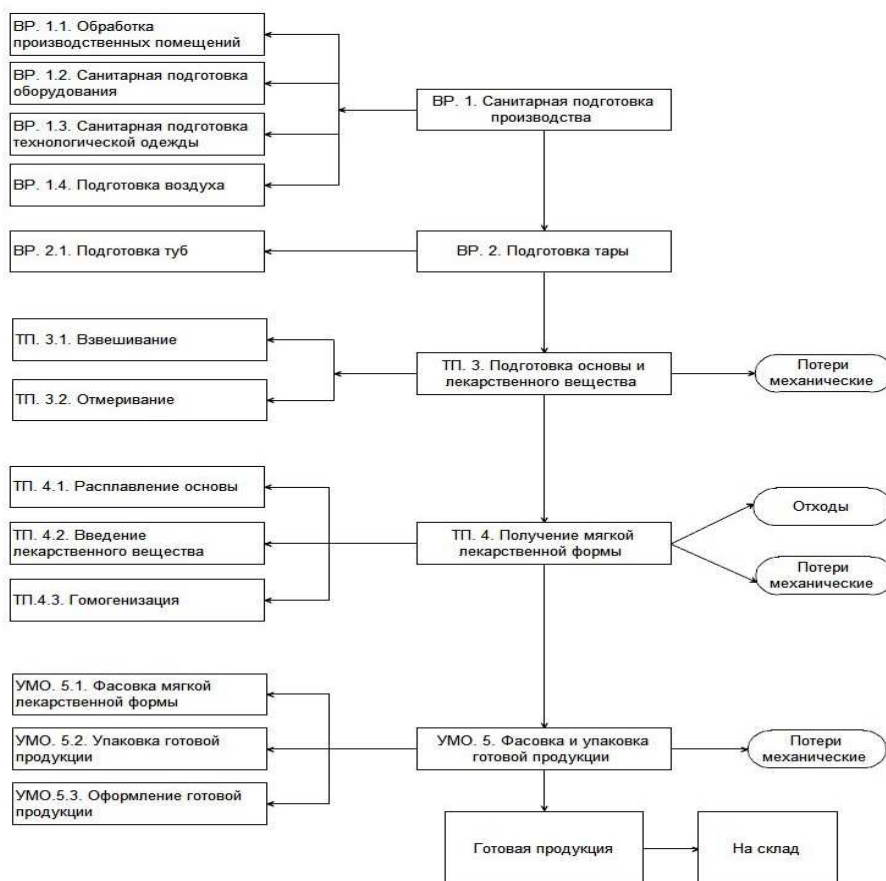 ВР. 1.1. Обработка
производственных помещений
ВР. 1.2. Санитарная подготовка
оборудования
ВР. 1. Санитарная подготовка
производства
ВР. 1.3. Санитарная подготовка
технологической одежды
ВР. 1.4. Подготовка воздуха
ВР. 2.1. Подготовка туб
ВР. 2. Подготовка тары
ТП. 3.1. Взвешивание
ТП. 3. Подготовка основы и
лекарственного вещества
Потери
механические
ТП. 3.2. Отмеривание
ТП. 4.1. Расплавление основы
Отходы
ТП. 4.2. Введение
лекарственного вещества
ТП. 4. Получение мягкой
лекарственной формы
Потери
механические
ТП.4.3. Гомогенизация
УМО. 5.1. Фасовка мягкой
лекарственной формы
УМО. 5.2. Упаковка готовой
продукции
УМО. 5. Фасовка и упаковка
готовой продукции
Потери
механические
УМО.5.3. Оформление готовой
продукции
Готовая продукция
На склад